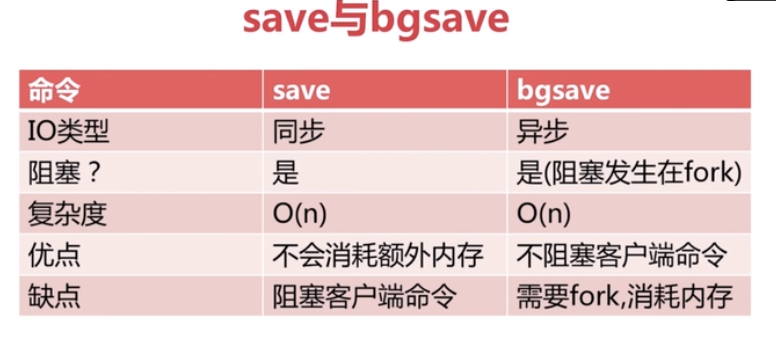 save与bgsave
命令 save bgsave
IO类型 同步 异步
阻塞？ 是 是(阻塞发生在fork)
复杂度 O(n) O(n)
优点 不会消耗额外内存 不阻塞客户端命令
缺点 阻塞客户端命令 需要fork,消耗内存